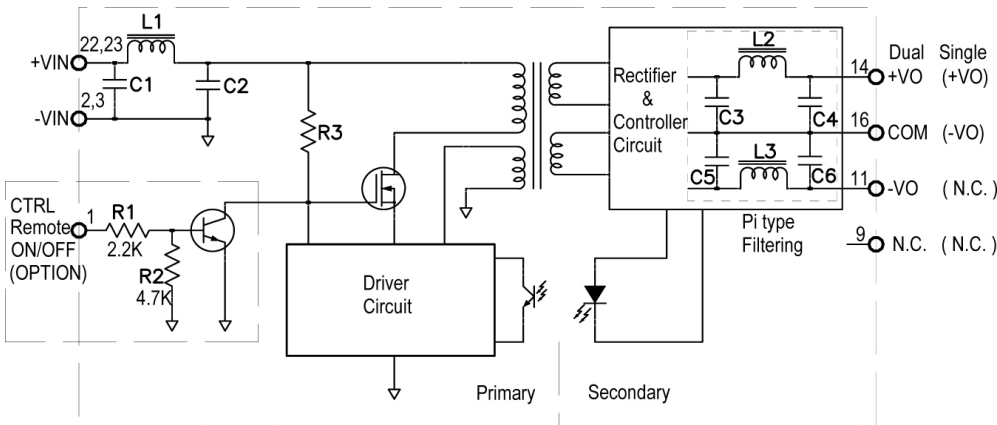 L1
22,23
+VIN
C1
C2
2,3
-VIN
R3
Rectifier
&
Controller
Circuit
L2
C3
C4
L3
C5
C6
Dual Single
14 +VO (+VO)
16 COM (-VO)
11 -VO ( N.C. )
9 N.C. ( N.C. )
Pi type
Filtering
CTRL
Remote
ON/OFF
(OPTION)
1
R1
2.2K
R2
4.7K
Driver
Circuit
Primary
Secondary